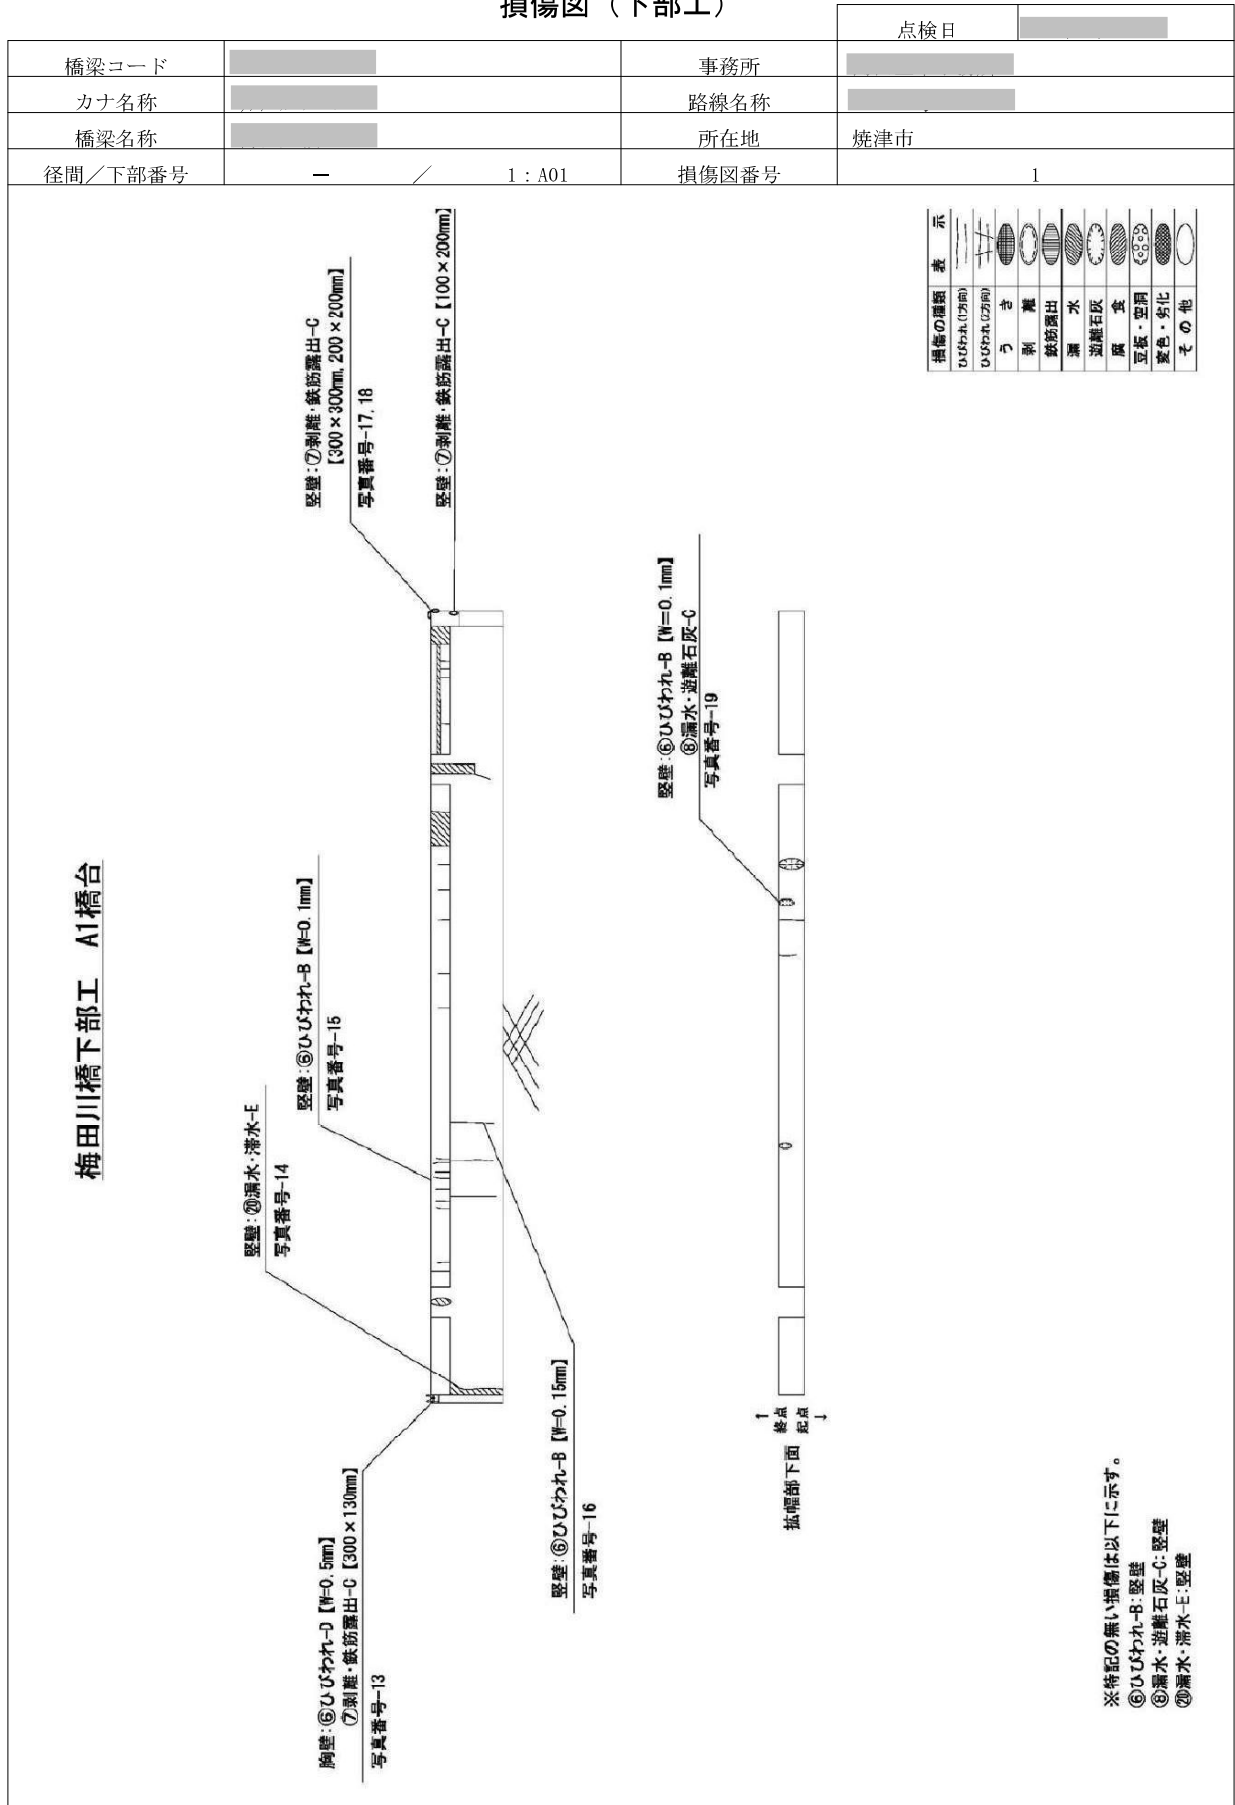 損傷図（下部工）
点検日
橋梁コード
事務所
カナ名称
路線名称
橋梁名称
所在地
焼津市
径間／下部番号
－ ／ 1：A01
損傷図番号
1
損傷の種類 表 示
ひびわれ(1方向)
ひびわれ(2方向)
うき
剥離
鉄筋露出
漏水
遊離石灰
腐食
豆板・空洞
変色・劣化
その他
梅田川橋下部工 A1橋台
竪壁:⑦剥離・鉄筋露出-C
【300×300mm,200×200mm】
写真番号-17,18
竪壁:⑦剥離・鉄筋露出-C【100×200mm】
竪壁:⑥ひびわれ-B【W=0.1mm】
⑧漏水・遊離石灰-C
写真番号-19
竪壁:⑥ひびわれ-B【W=0.1mm】
写真番号-15
竪壁:⑳漏水・滞水-E
写真番号-14
竪壁:⑥ひびわれ-B【W=0.15mm】
写真番号-16
胸壁:⑥ひびわれ-D【W=0.5mm】
⑦剥離・鉄筋露出-C【300×130mm】
写真番号-13
↑
終点
起点
↓
拡幅部下面
※特記の無い損傷は以下に示す。
⑥ひびわれ-B:竪壁
⑧漏水・遊離石灰-C:竪壁
⑳漏水・滞水-E:竪壁